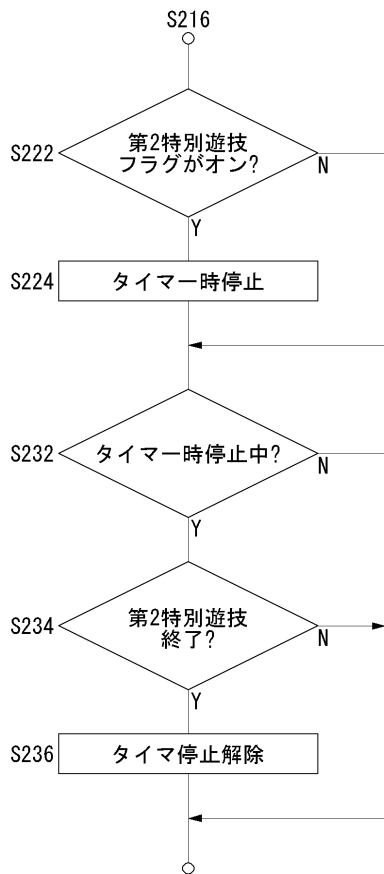 S216
S222
第2特別遊技
フラグがオン?
N
Y
S224
タイマ一時停止
S232
タイマ一時停止中?
N
Y
S234
第2特別遊技
終了?
N
Y
S236
タイマ停止解除